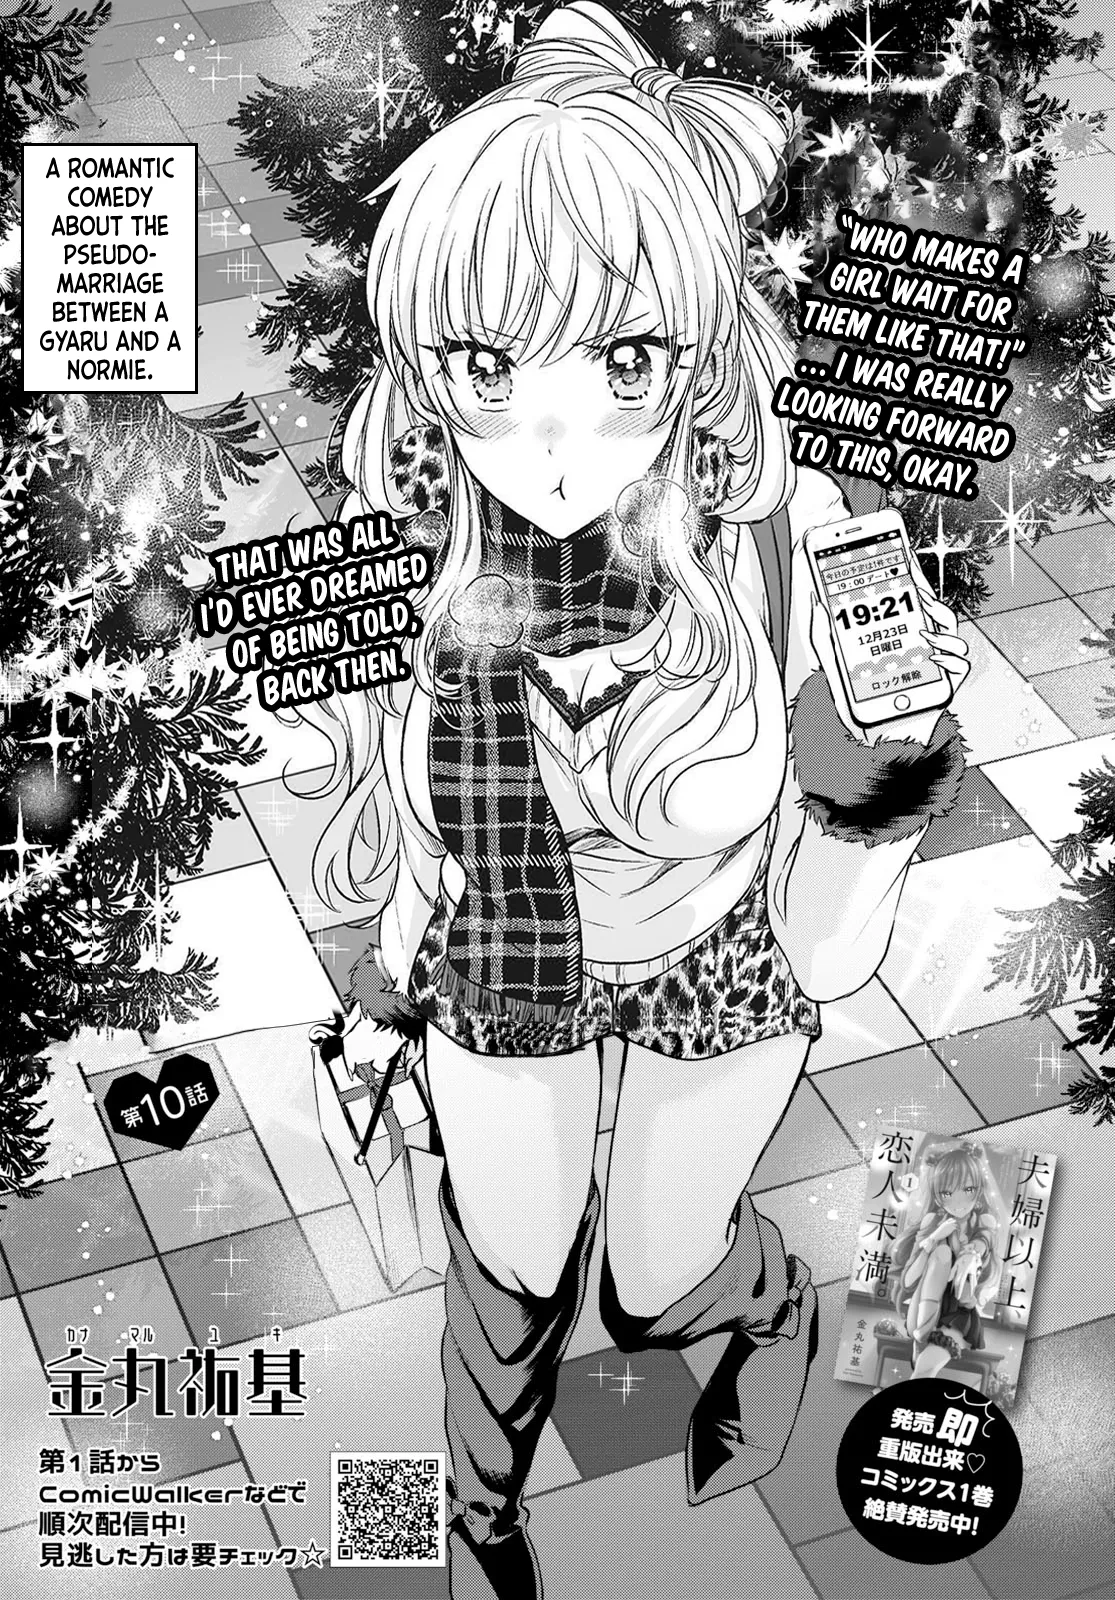 A ROMANTIC
COMEDY
ABOUT THE
PSEUDO-
MARRIAGE
BETWEEN A
GYARU AND A
NORMIE.
"WHO MAKES A
GIRL WAIT FOR
THEM LIKE THAT!"
... I WAS REALLY
LOOKING FORWARD
TO THIS, OKAY.
THAT WAS ALL
I'D EVER DREAMED
OF BEING TOLD,
BACK THEN.
今日の予定は1件です
19:00 デート♥
19:21
12月23日
日曜日
ロック解除
第10話
夫婦以上、
恋人未満。
1
金丸祐基
カナ マル ユ キ
金丸祐基
第1話から
ComicWalkerなどで
順次配信中!
見逃した方は要チェック☆
発売即
重版出来♡
コミックス1巻
絶賛発売中!